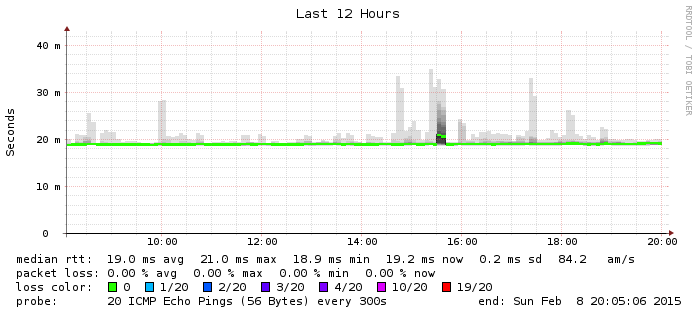 Last 12 Hours
RRDTOOL / TOBI OETIKER
Seconds
40 m
30 m
20 m
10 m
0
10:00 12:00 14:00 16:00 18:00 20:00
median rtt: 19.0 ms avg 21.0 ms max 18.9 ms min 19.2 ms now 0.2 ms sd 84.2 am/s
packet loss: 0.00 % avg 0.00 % max 0.00 % min 0.00 % now
loss color: 0 1/20 2/20 3/20 4/20 10/20 19/20
probe: 20 ICMP Echo Pings (56 Bytes) every 300s end: Sun Feb 8 20:05:06 2015